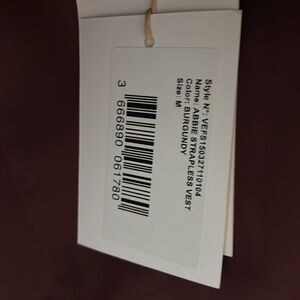 Style N°: VEFS150327110104
Name: ABBIE STRAPLESS VEST
Color: BURGUNDY
Size: M
3 666890 061780